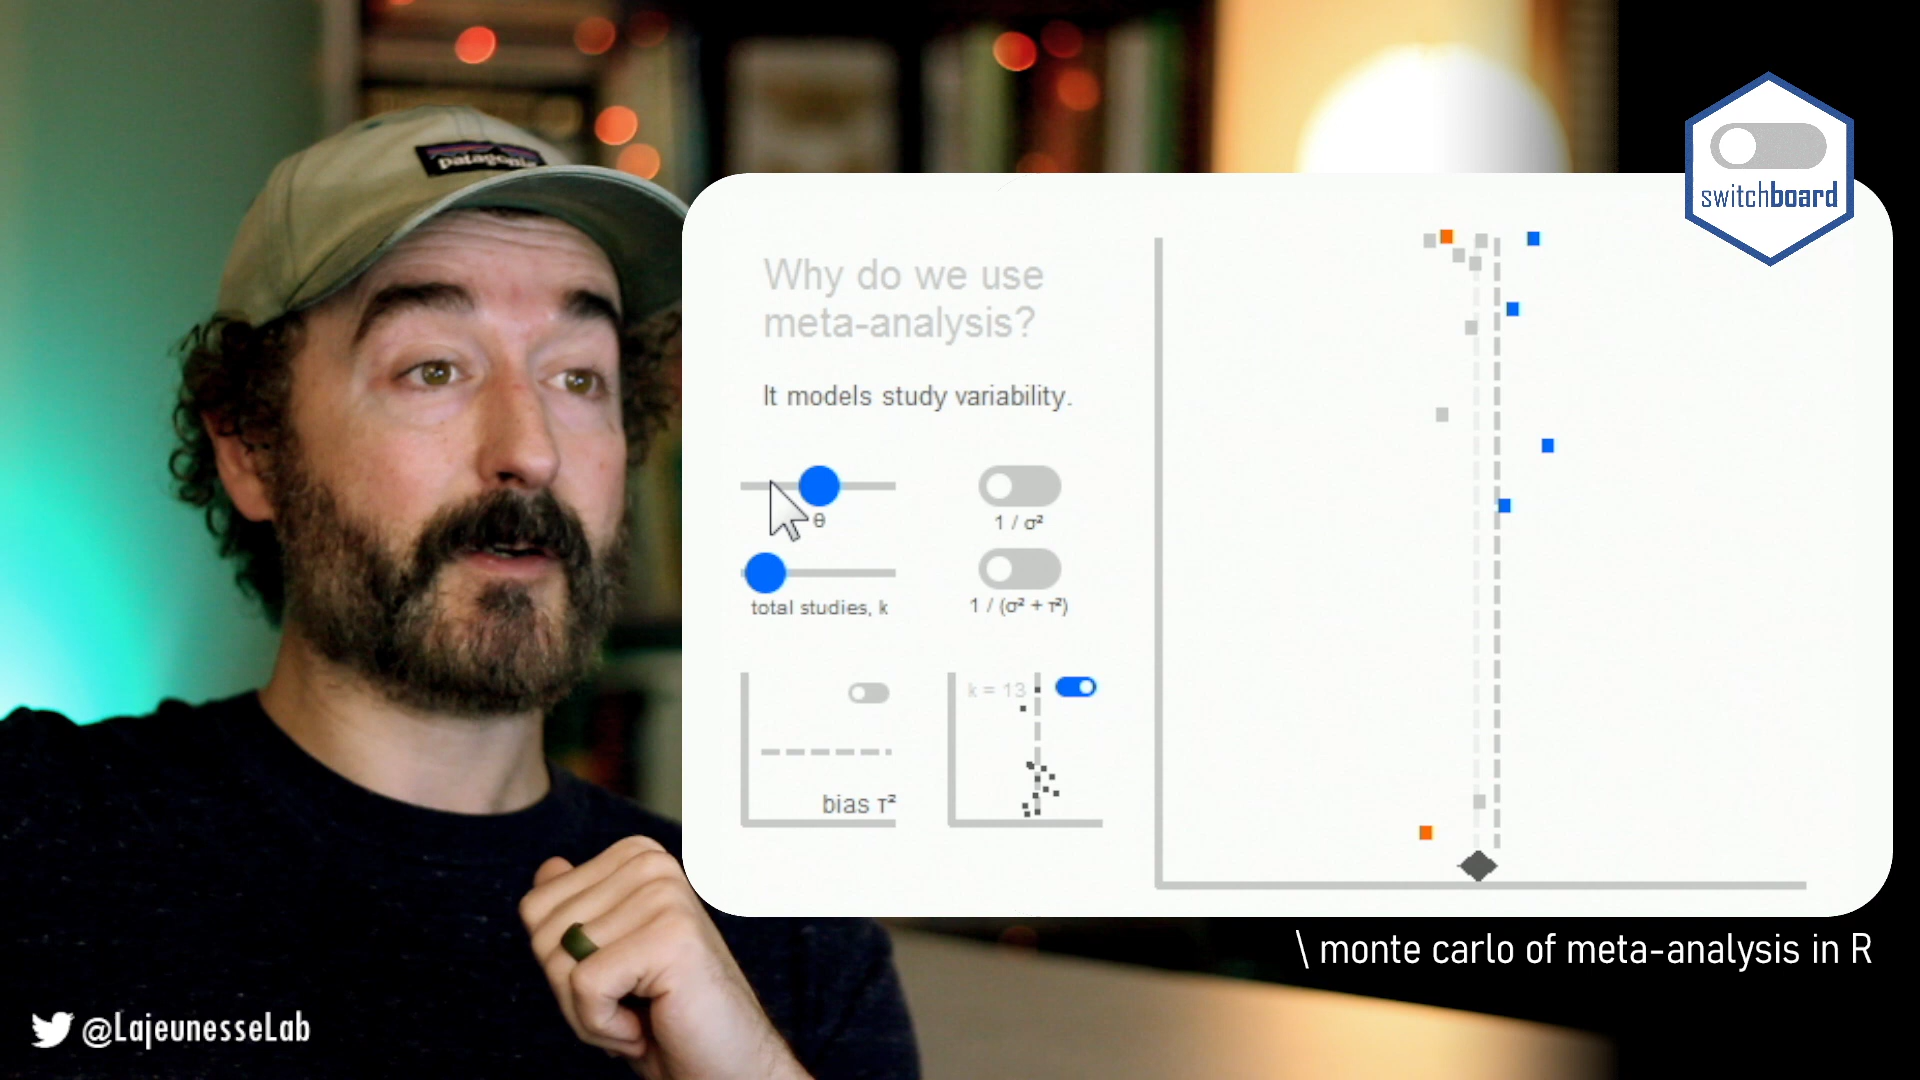 patagonia
switchboard
Why do we use
meta-analysis?
It models study variability.
θ
1 / σ²
total studies, k
1 / (σ² + τ²)
k = 13
bias τ²
\ monte carlo of meta-analysis in R
@LajeunesseLab